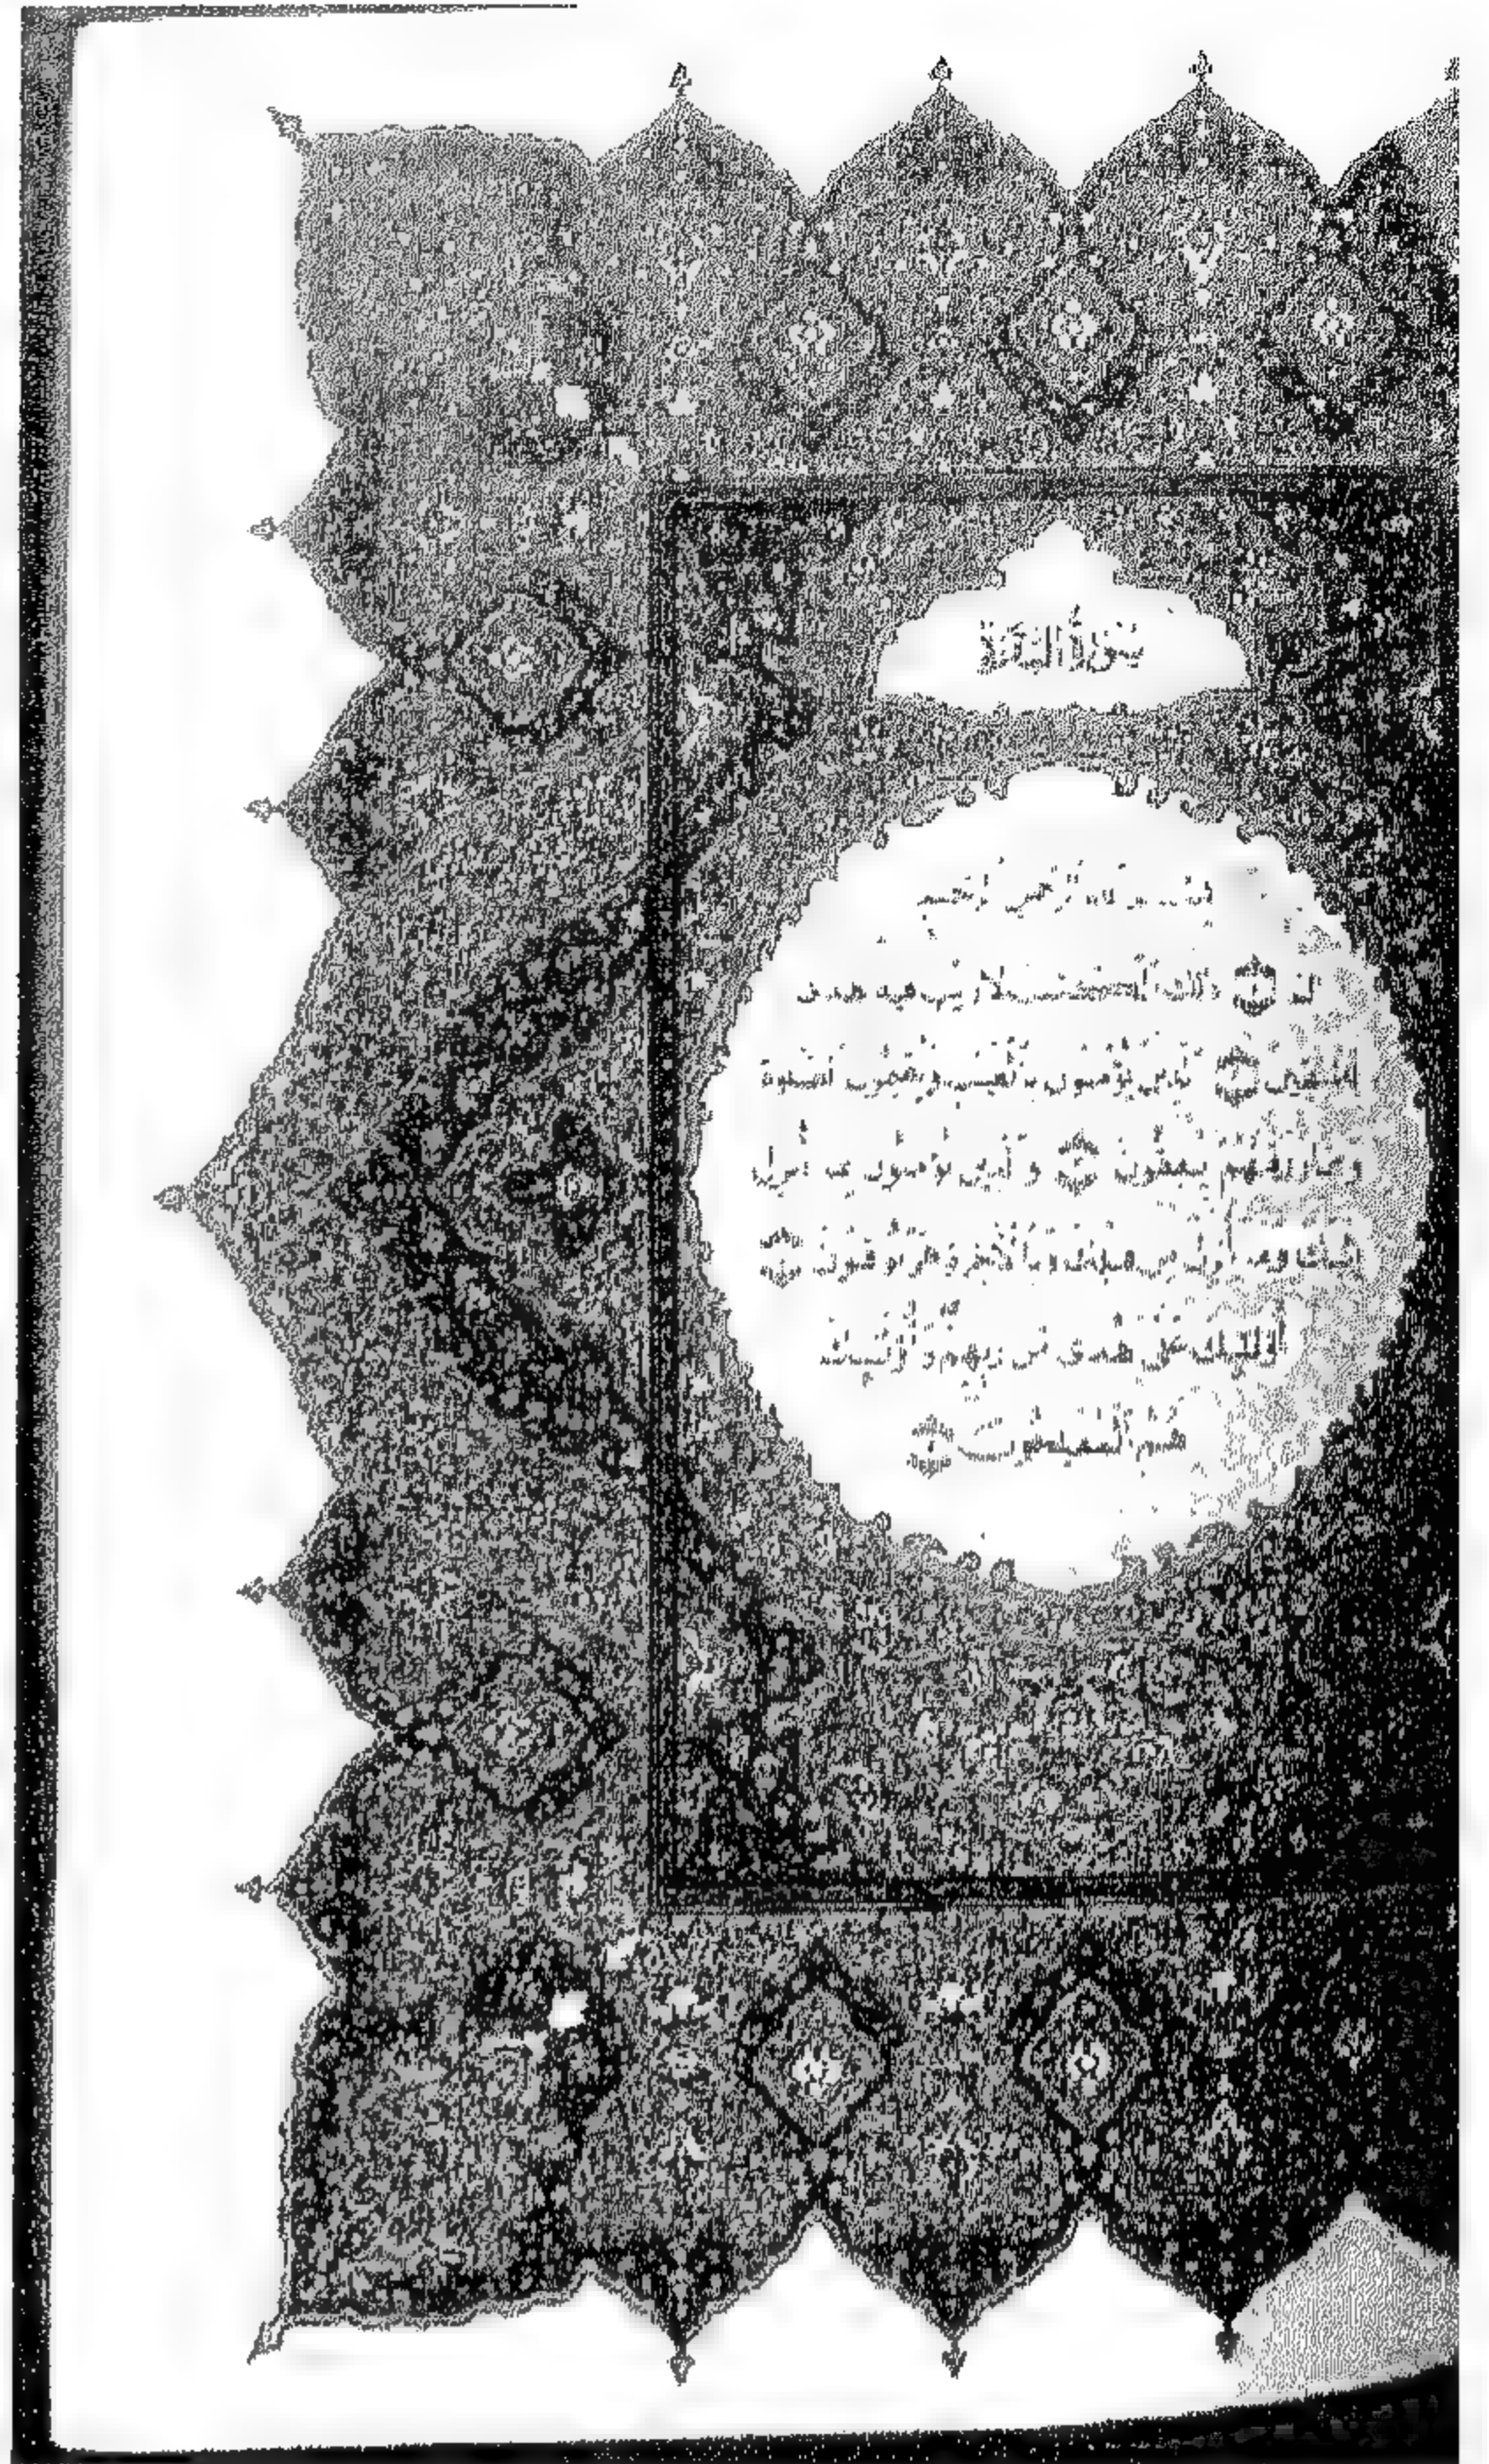 سورة البقرة
بسم الله الرحمن الرحيم
الم ذلك الكتب لا ريب فيه هدى
للمتقين الذين يؤمنون بالغيب ويقيمون الصلوة
ومما رزقنهم ينفقون والذين يؤمنون بما أنزل
إليك وما أنزل من قبلك وبالآخرة هم يوقنون
أولئك على هدى من ربهم وأولئك
هم المفلحون